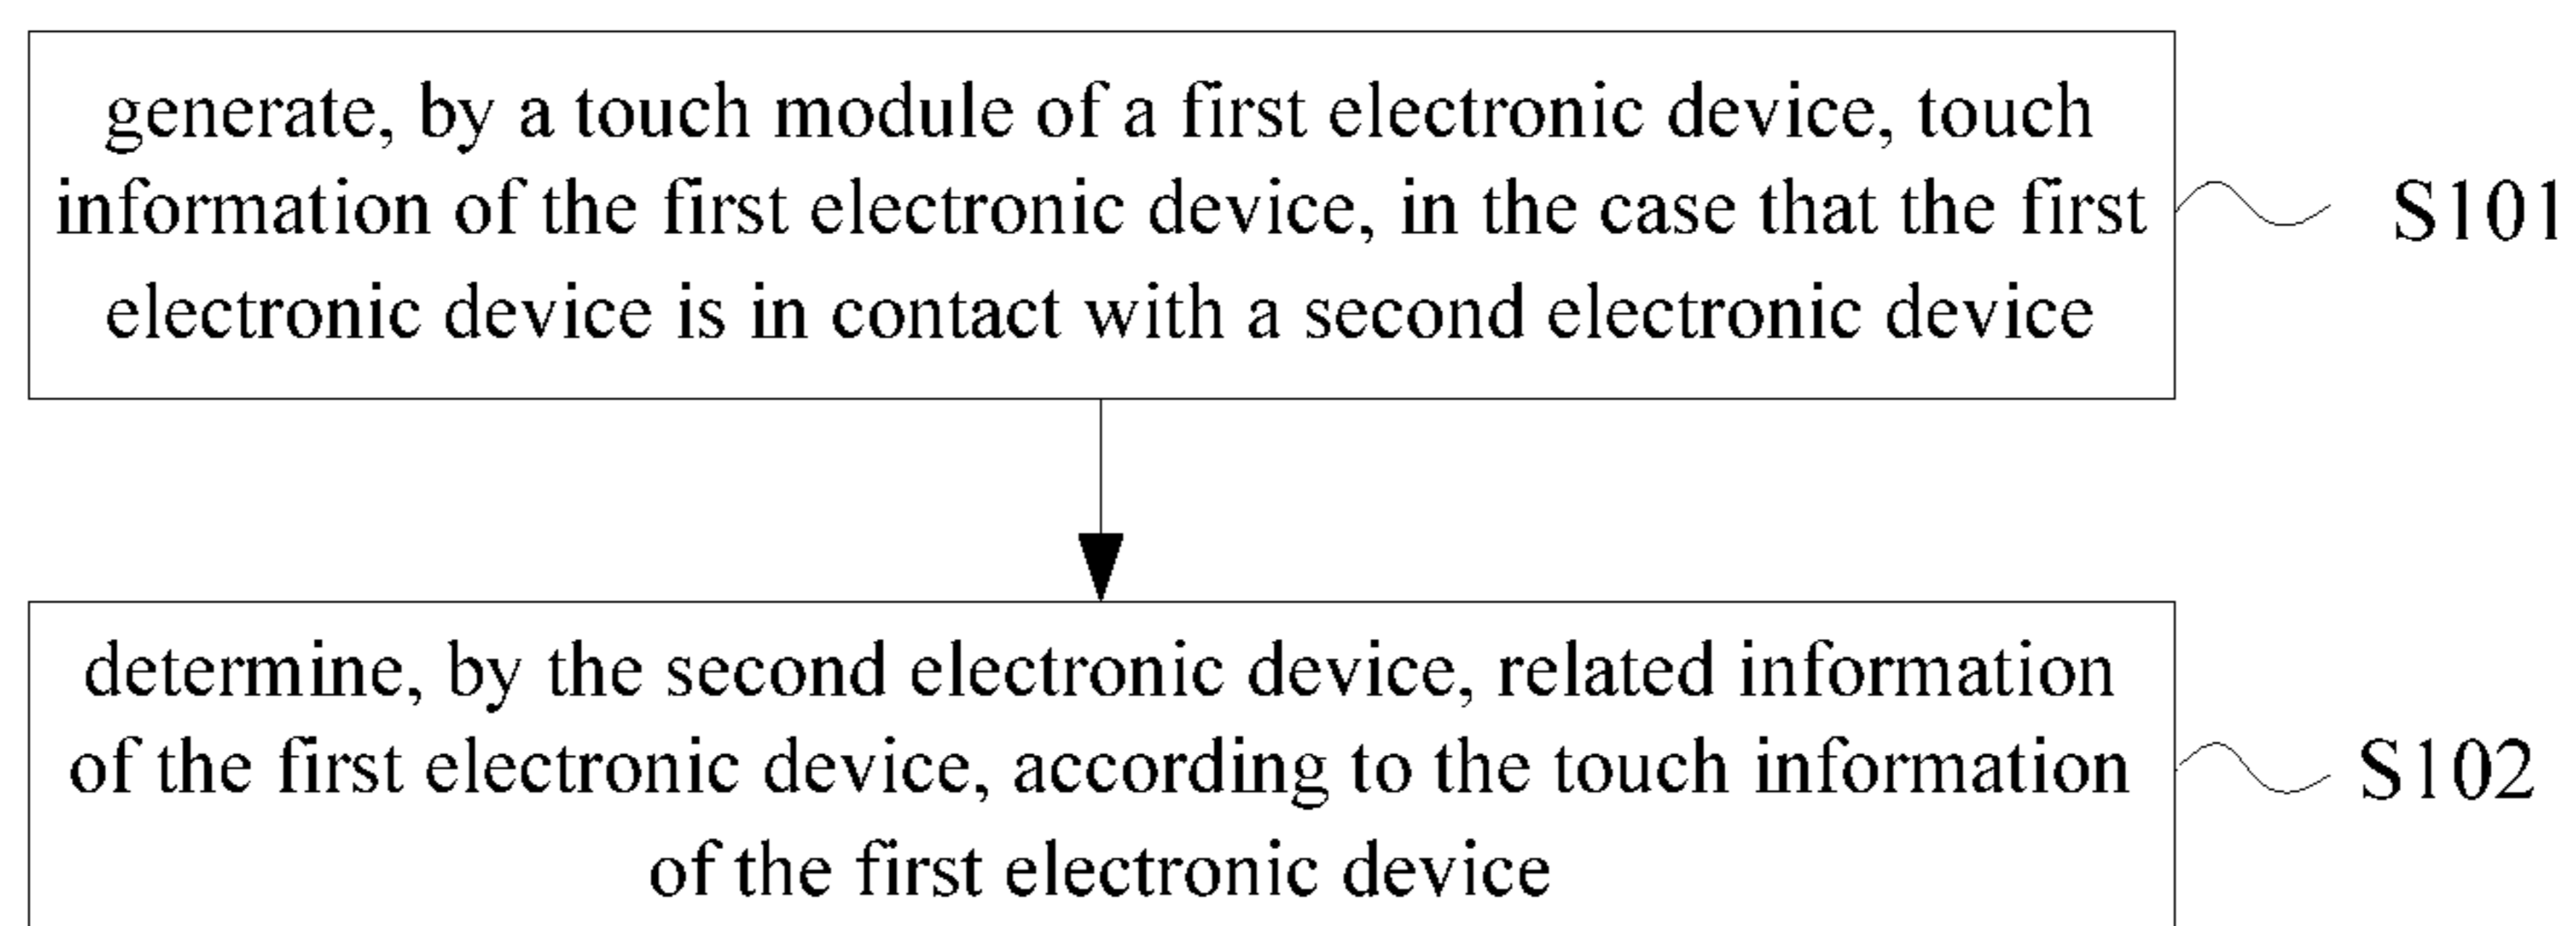 generate, by a touch module of a first electronic device, touch
information of the first electronic device, in the case that the first
electronic device is in contact with a second electronic device
S101
determine, by the second electronic device, related information
of the first electronic device, according to the touch information
of the first electronic device
S102